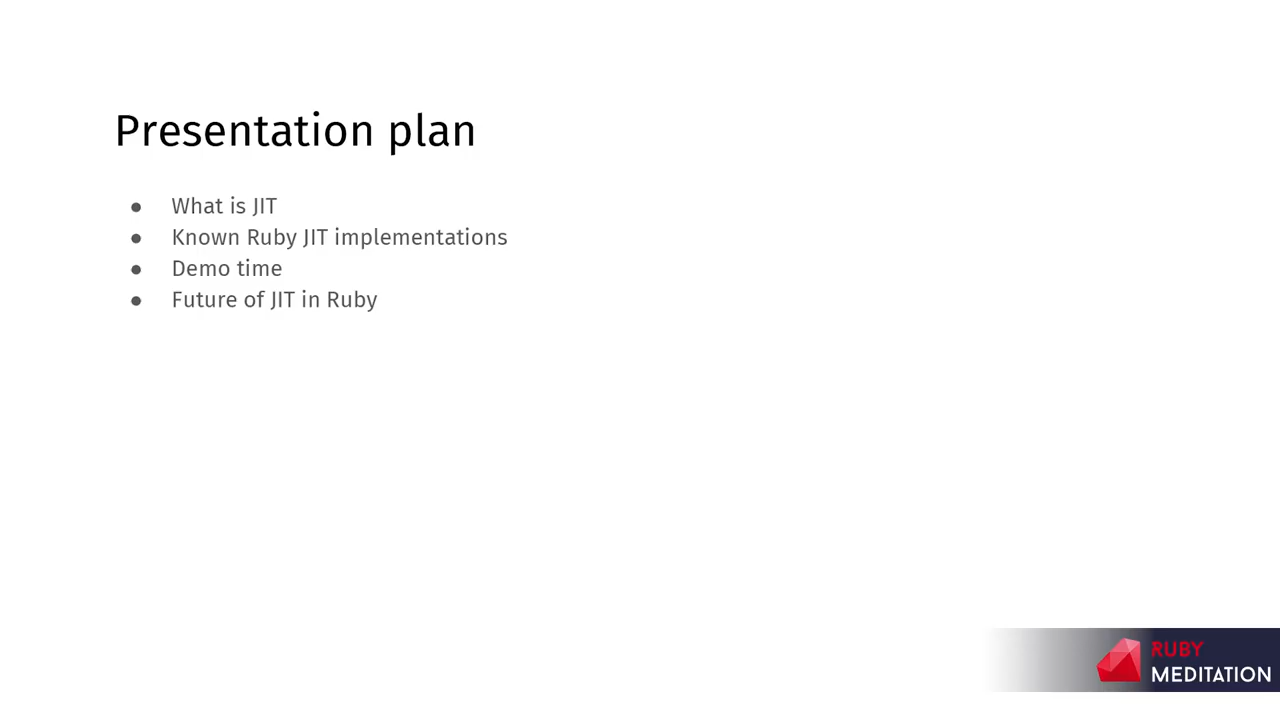 Presentation plan
● What is JIT
● Known Ruby JIT implementations
● Demo time
● Future of JIT in Ruby
RUBY
MEDITATION